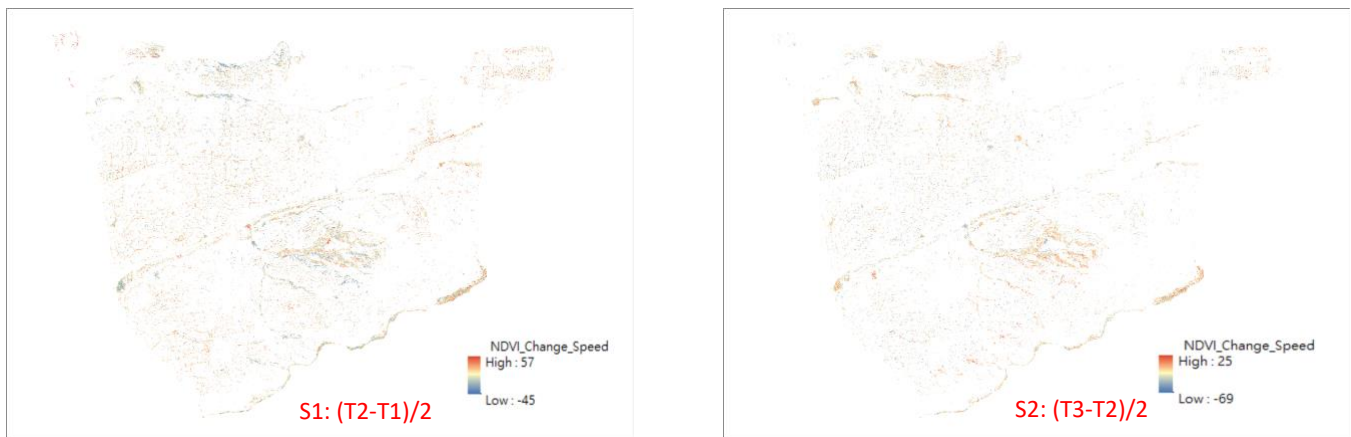 NDVI_Change_Speed
High : 57
Low : -45
S1: (T2-T1)/2
NDVI_Change_Speed
High : 25
Low : -69
S2: (T3-T2)/2